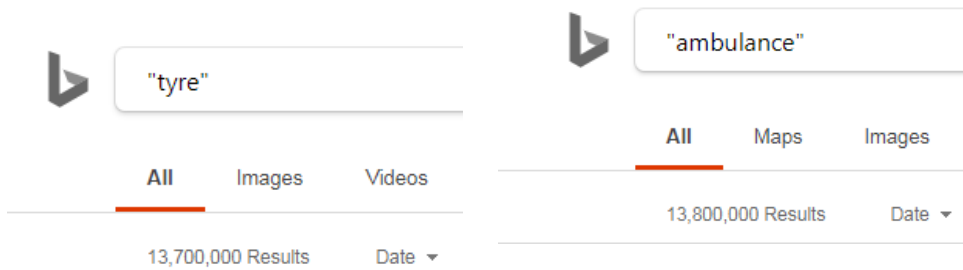 "tyre"
All Images Videos
13,700,000 Results Date
"ambulance"
All Maps Images
13,800,000 Results Date